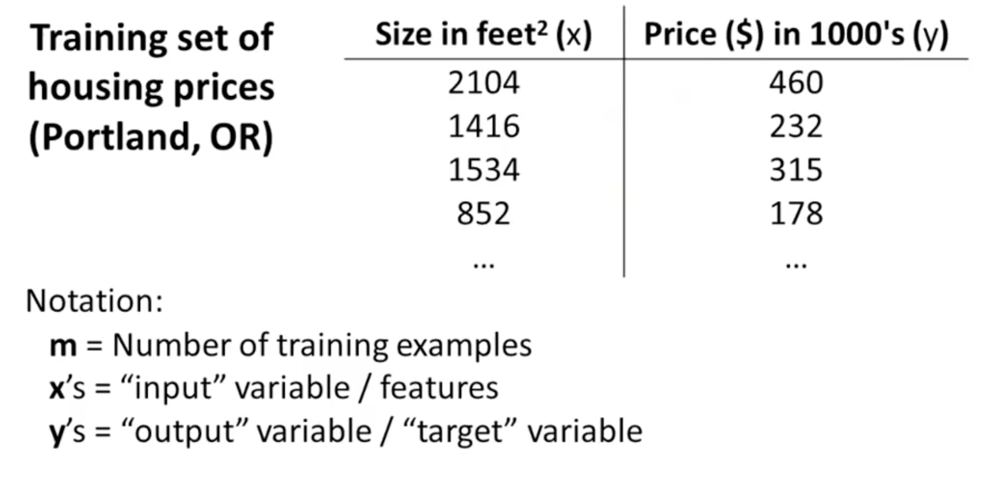 Training set of
housing prices
(Portland, OR)
Size in feet² (x) Price ($) in 1000's (y)
2104 460
1416 232
1534 315
852 178
... ...
Notation:
m = Number of training examples
x’s = “input” variable / features
y’s = “output” variable / “target” variable